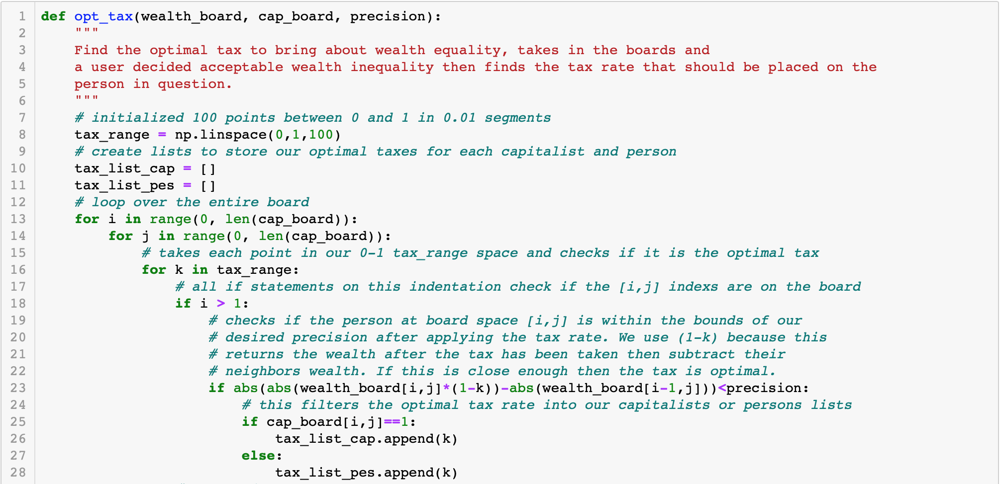 1 def opt_tax(wealth_board, cap_board, precision):
2     """
3     Find the optimal tax to bring about wealth equality, takes in the boards and
4     a user decided acceptable wealth inequality then finds the tax rate that should be placed on the
5     person in question.
6     """
7     # initialized 100 points between 0 and 1 in 0.01 segments
8     tax_range = np.linspace(0,1,100)
9     # create lists to store our optimal taxes for each capitalist and person
10     tax_list_cap = []
11     tax_list_pes = []
12     # loop over the entire board
13     for i in range(0, len(cap_board)):
14         for j in range(0, len(cap_board)):
15             # takes each point in our 0-1 tax_range space and checks if it is the optimal tax
16             for k in tax_range:
17                 # all if statements on this indentation check if the [i,j] indexs are on the board
18                 if i > 1:
19                     # checks if the person at board space [i,j] is within the bounds of our
20                     # desired precision after applying the tax rate. We use (1-k) because this
21                     # returns the wealth after the tax has been taken then subtract their
22                     # neighbors wealth. If this is close enough then the tax is optimal.
23                     if abs(abs(wealth_board[i,j]*(1-k))-abs(wealth_board[i-1,j]))<precision:
24                         # this filters the optimal tax rate into our capitalists or persons lists
25                         if cap_board[i,j]==1:
26                             tax_list_cap.append(k)
27                         else:
28                             tax_list_pes.append(k)